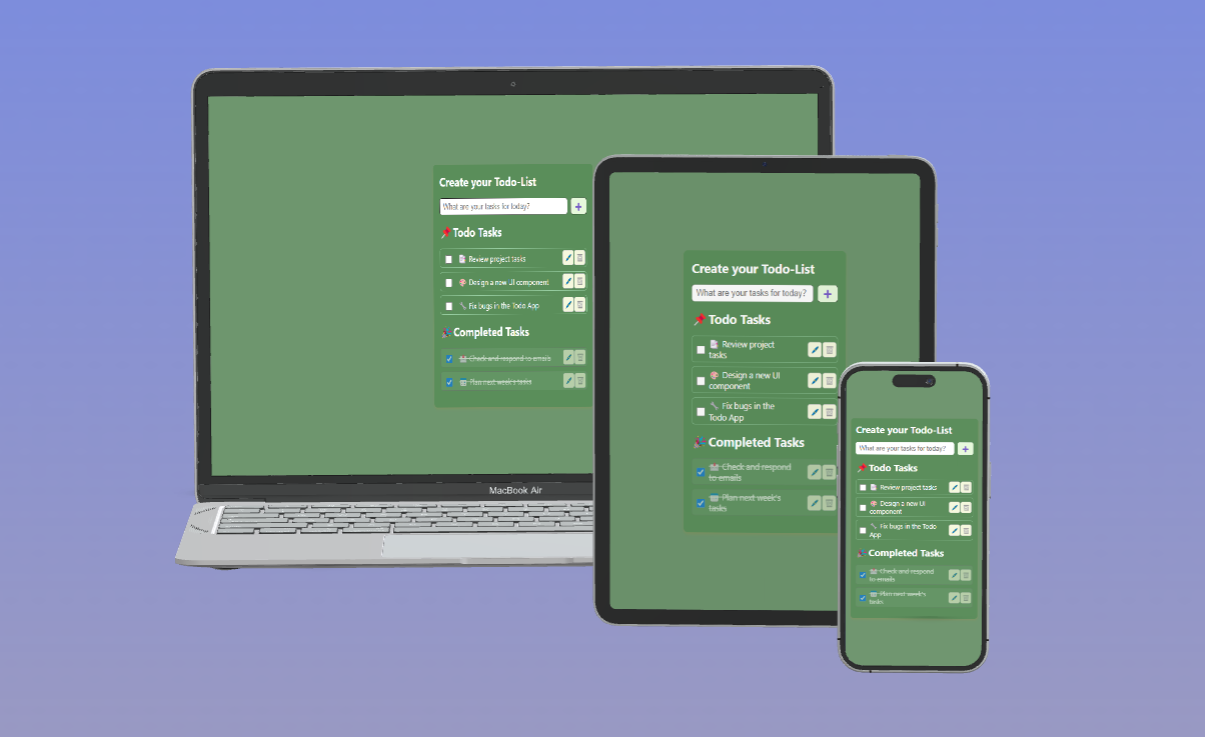 Create your Todo-List
What are your tasks for today?
+
Todo Tasks
Review project tasks
Design a new UI component
Fix bugs in the Todo App
Completed Tasks
Check and respond to emails
Plan next week's tasks
MacBook Air
Create your Todo-List
What are your tasks for today?
+
Todo Tasks
Review project
tasks
Design a new UI
component
Fix bugs in the
Todo App
Completed Tasks
Check and respond
to emails
Plan next week's
tasks
Create your Todo-List
What are your tasks for today?
+
Todo Tasks
Review project tasks
Design a new UI
component
Fix bugs in the Todo
App
Completed Tasks
Check and respond
to emails
Plan next week's
tasks